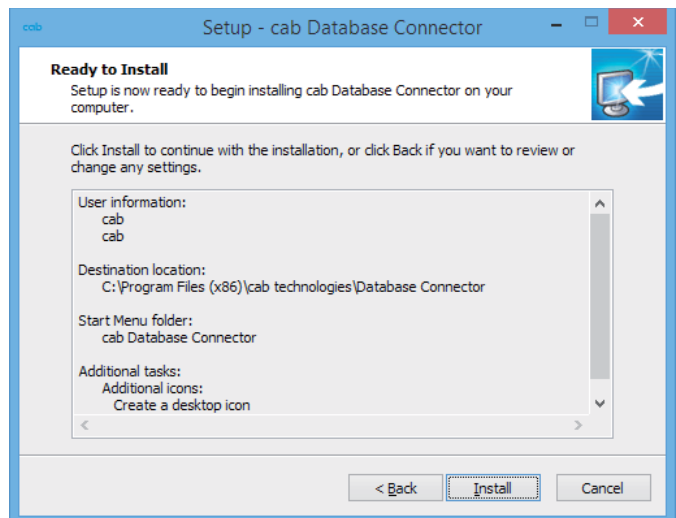 cab
Setup - cab Database Connector
Ready to Install
Setup is now ready to begin installing cab Database Connector on your
computer.
Click Install to continue with the installation, or click Back if you want to review or
change any settings.
User information:
cab
cab
Destination location:
C:\Program Files (x86)\cab technologies\Database Connector
Start Menu folder:
cab Database Connector
Additional tasks:
Additional icons:
Create a desktop icon
< Back Install Cancel